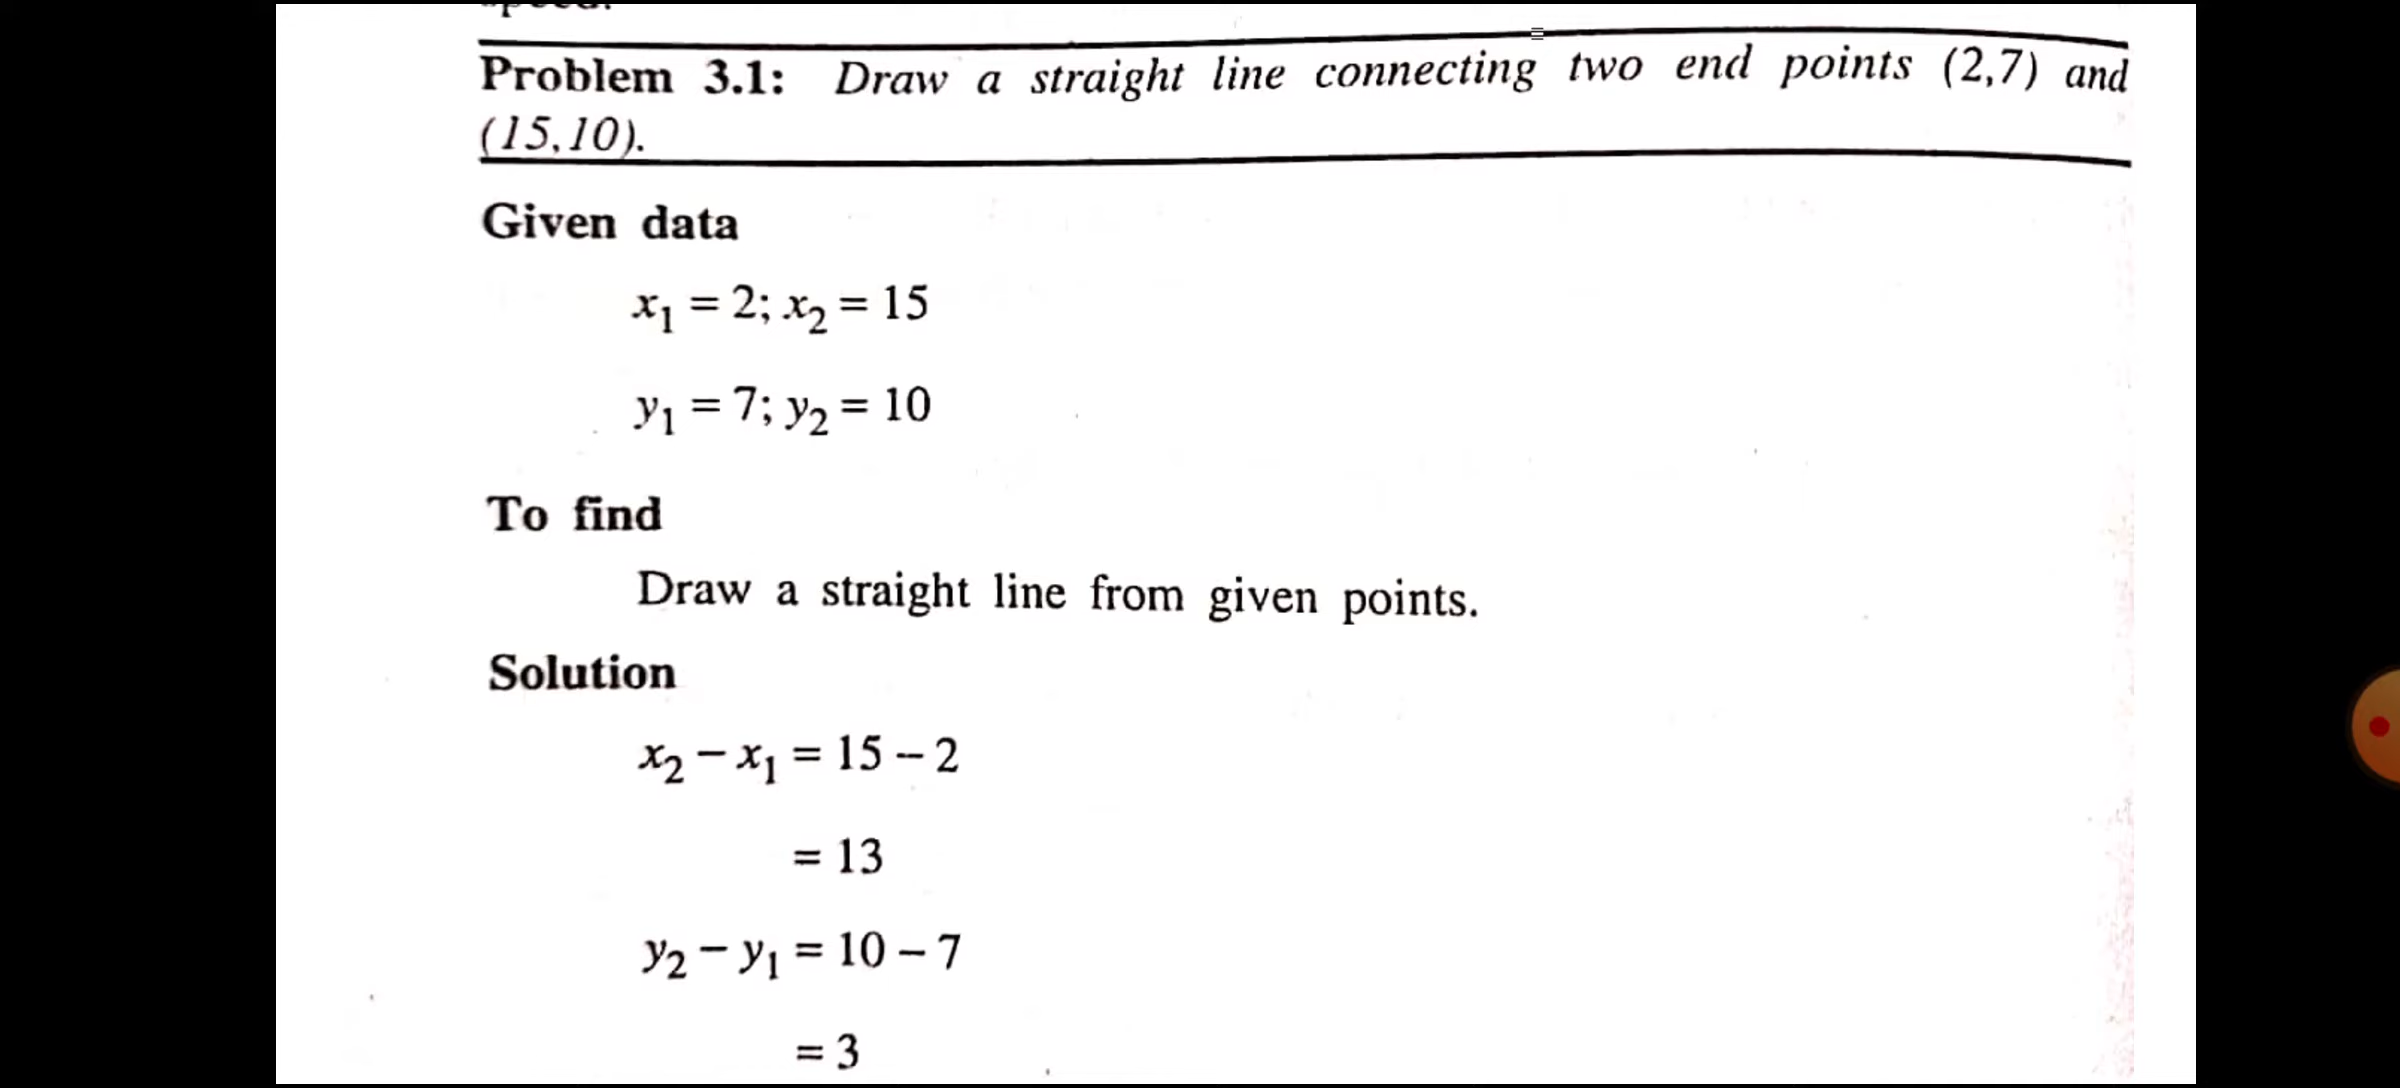 Problem 3.1: Draw a straight line connecting two end points (2,7) and
(15,10).
Given data
x₁ = 2; x₂ = 15
y₁ = 7; y₂ = 10
To find
Draw a straight line from given points.
Solution
x₂ − x₁ = 15 − 2
= 13
y₂ − y₁ = 10 − 7
= 3